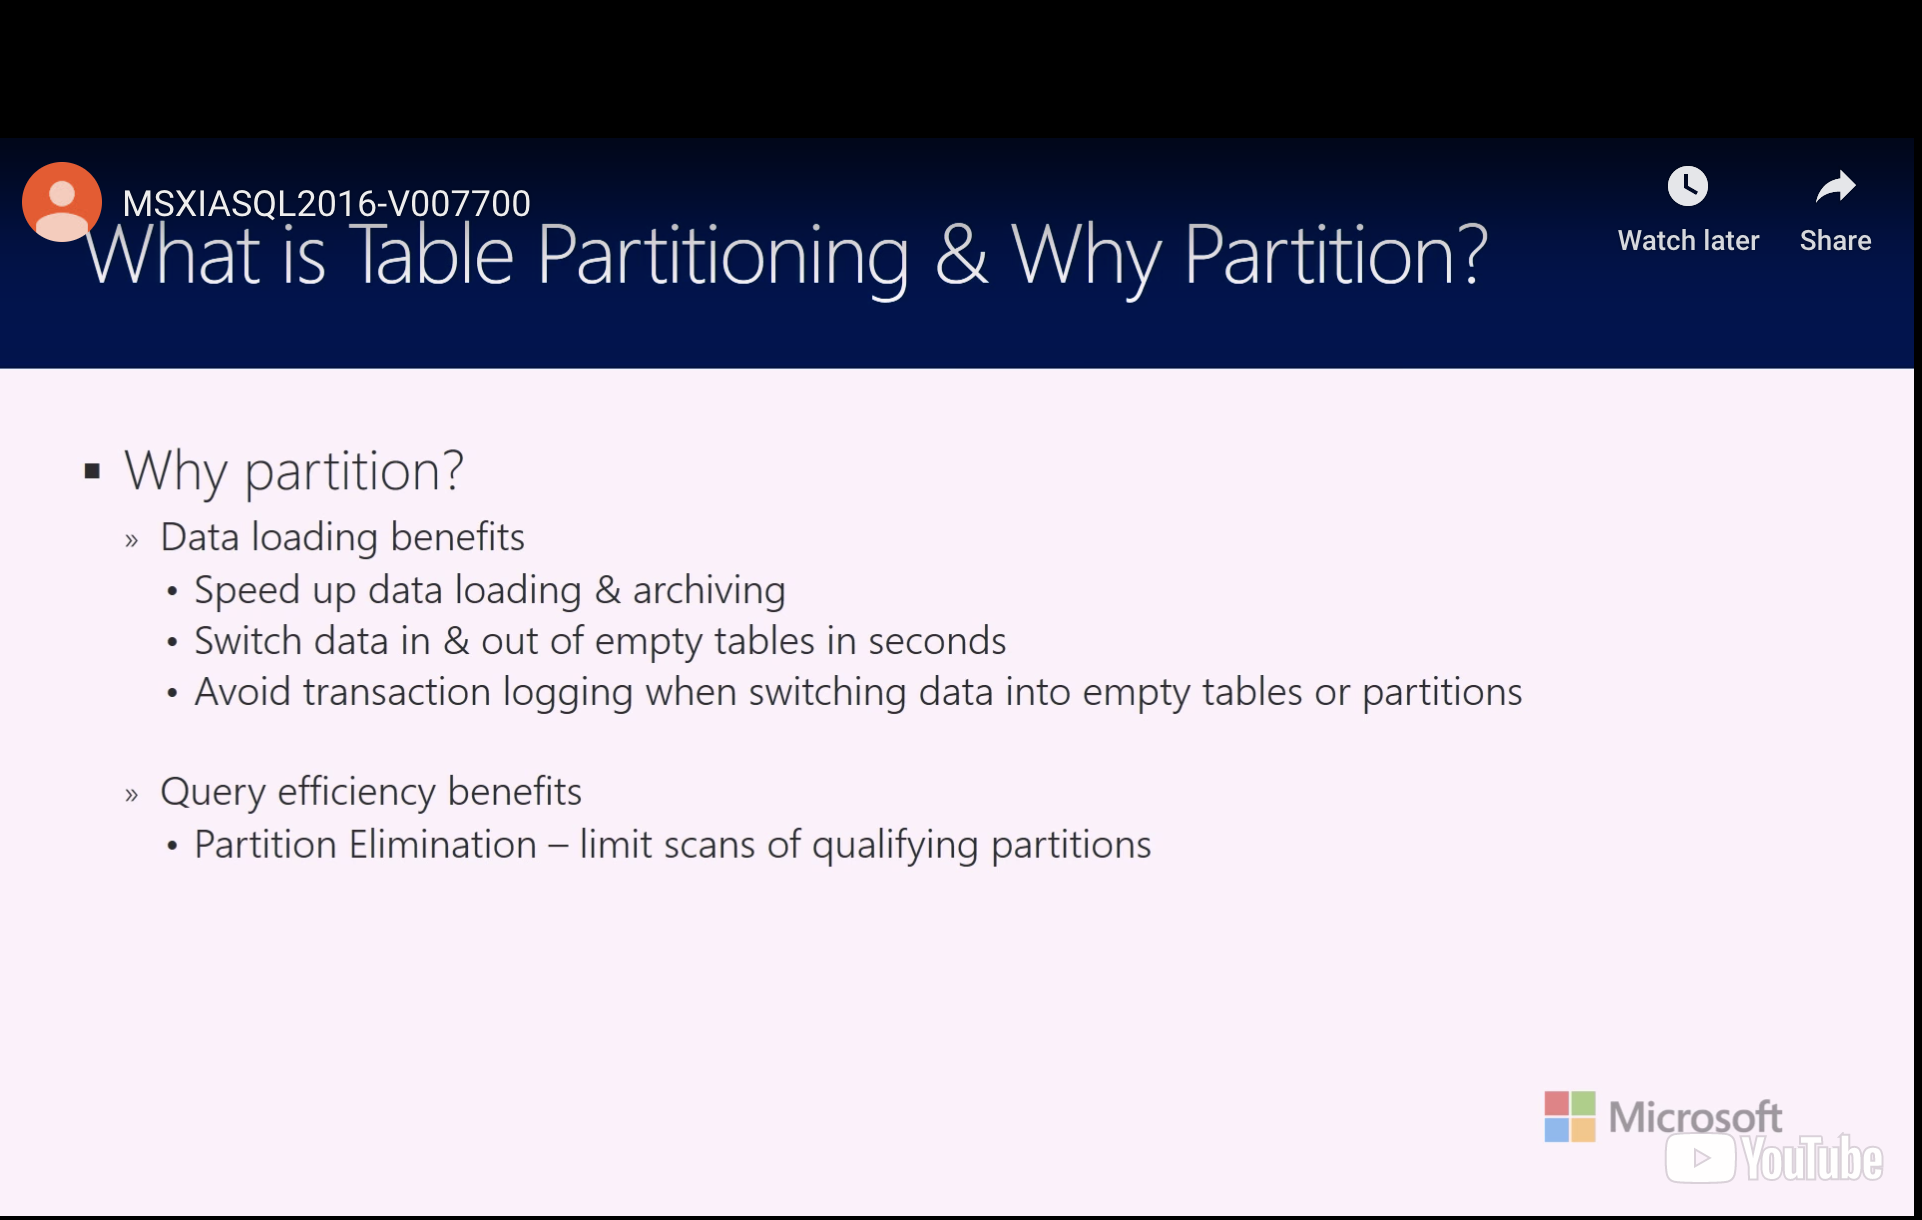 MSXIASQL2016-V007700
Watch later
Share
What is Table Partitioning & Why Partition?
▪ Why partition?
» Data loading benefits
• Speed up data loading & archiving
• Switch data in & out of empty tables in seconds
• Avoid transaction logging when switching data into empty tables or partitions
» Query efficiency benefits
• Partition Elimination – limit scans of qualifying partitions
Microsoft
YouTube